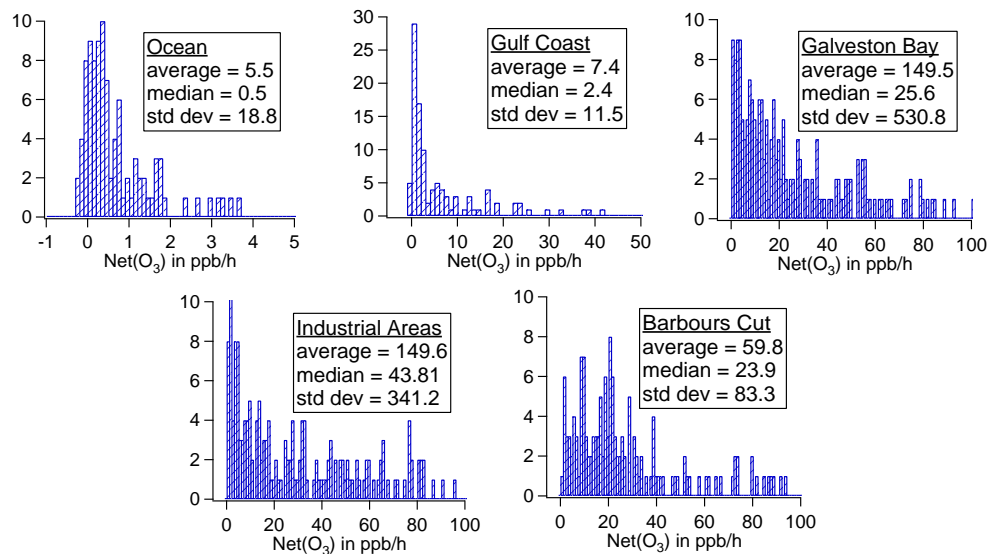 10
8
6
4
2
0
Ocean
average = 5.5
median = 0.5
std dev = 18.8
-1 0 1 2 3 4 5
Net(O3) in ppb/h
30
25
20
15
10
5
0
Gulf Coast
average = 7.4
median = 2.4
std dev = 11.5
0 10 20 30 40 50
Net(O3) in ppb/h
10
8
6
4
2
0
Galveston Bay
average = 149.5
median = 25.6
std dev = 530.8
0 20 40 60 80 100
Net(O3) in ppb/h
10
8
6
4
2
0
Industrial Areas
average = 149.6
median = 43.81
std dev = 341.2
0 20 40 60 80 100
Net(O3) in ppb/h
10
8
6
4
2
0
Barbours Cut
average = 59.8
median = 23.9
std dev = 83.3
0 20 40 60 80 100
Net(O3) in ppb/h